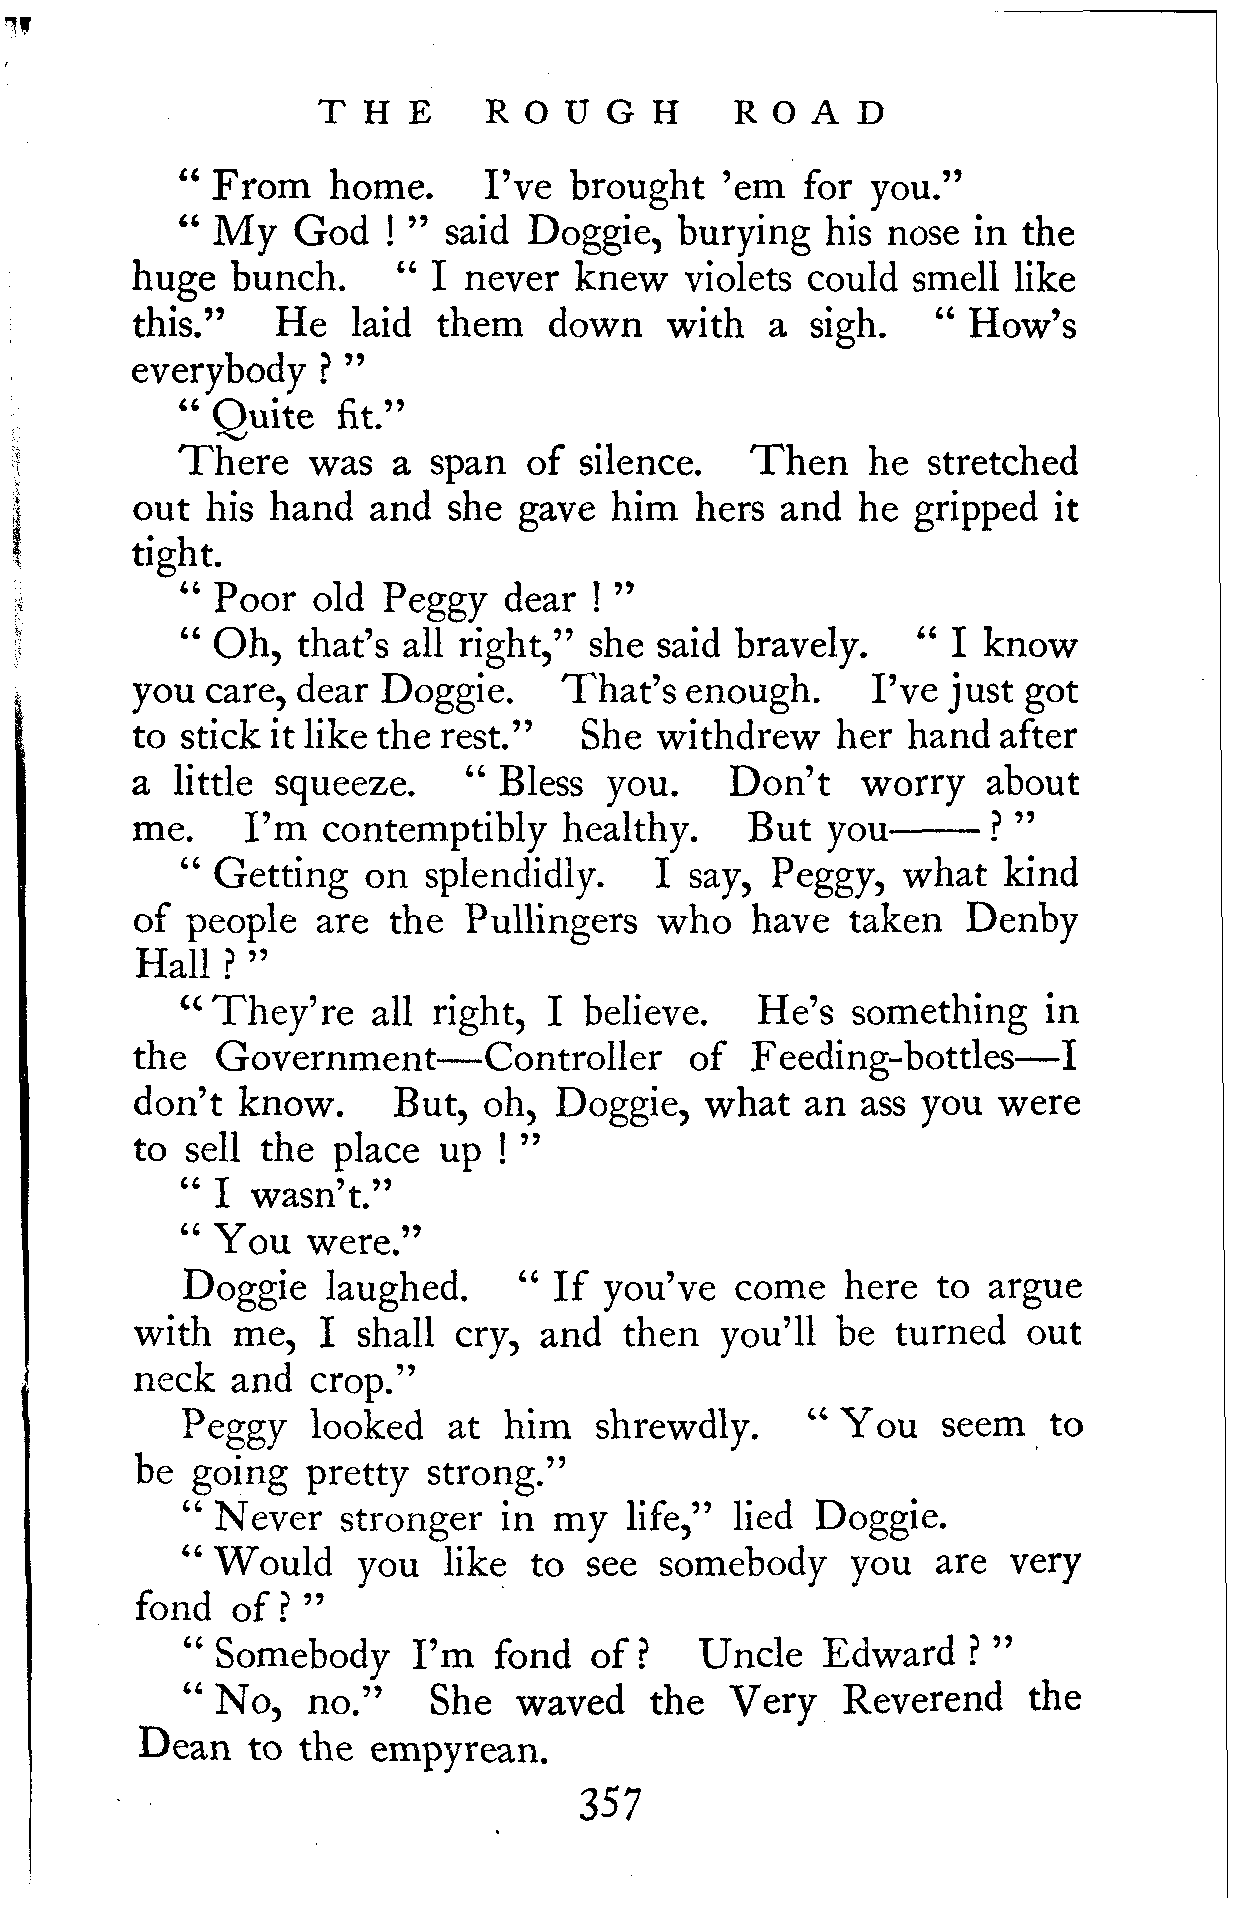 THE ROUGH ROAD
“ From home. I’ve brought ’em for you.”
“ My God ! ” said Doggie, burying his nose in the
huge bunch. “ I never knew violets could smell like
this.” He laid them down with a sigh. “ How’s
everybody ? ”
“ Quite fit.”
There was a span of silence. Then he stretched
out his hand and she gave him hers and he gripped it
tight.
“ Poor old Peggy dear ! ”
“ Oh, that’s all right,” she said bravely. “ I know
you care, dear Doggie. That’s enough. I’ve just got
to stick it like the rest.” She withdrew her hand after
a little squeeze. “ Bless you. Don’t worry about
me. I’m contemptibly healthy. But you—— ? ”
“ Getting on splendidly. I say, Peggy, what kind
of people are the Pullingers who have taken Denby
Hall ? ”
“ They’re all right, I believe. He’s something in
the Government—Controller of Feeding-bottles—I
don’t know. But, oh, Doggie, what an ass you were
to sell the place up ! ”
“ I wasn’t.”
“ You were.”
Doggie laughed. “ If you’ve come here to argue
with me, I shall cry, and then you’ll be turned out
neck and crop.”
Peggy looked at him shrewdly. “ You seem to
be going pretty strong.”
“ Never stronger in my life,” lied Doggie.
“ Would you like to see somebody you are very
fond of ? ”
“ Somebody I’m fond of ? Uncle Edward ? ”
“ No, no.” She waved the Very Reverend the
Dean to the empyrean.
357